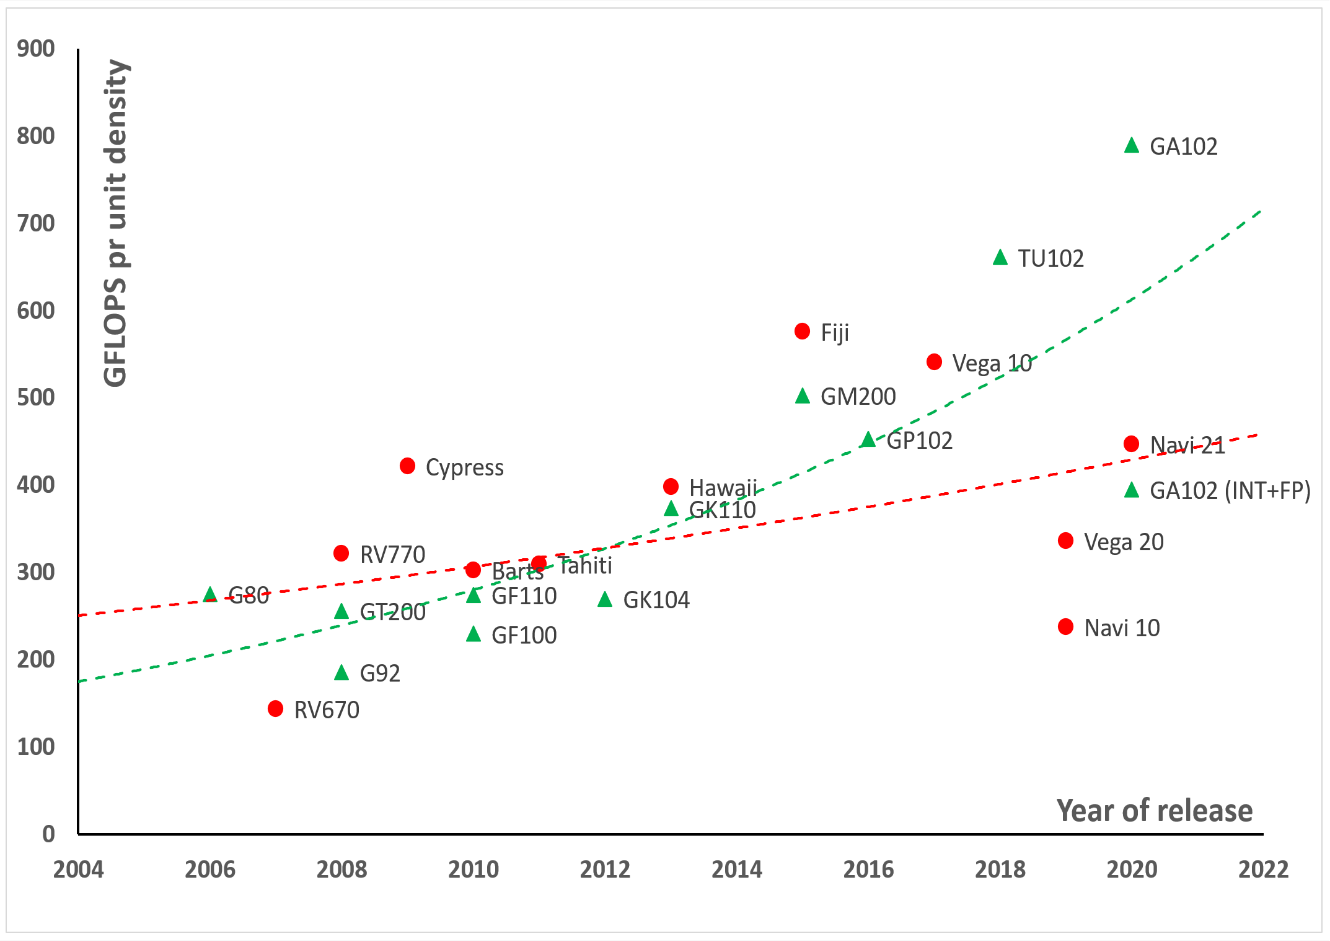 900
800
700
600
500
400
300
200
100
0
GFLOPS pr unit density
GA102
TU102
Fiji
Vega 10
GM200
GP102
Navi 21
Cypress
Hawaii
GA102 (INT+FP)
GK110
Vega 20
RV770
Tahiti
Barts
G80
GF110
GK104
GT200
Navi 10
GF100
G92
RV670
Year of release
2004 2006 2008 2010 2012 2014 2016 2018 2020 2022